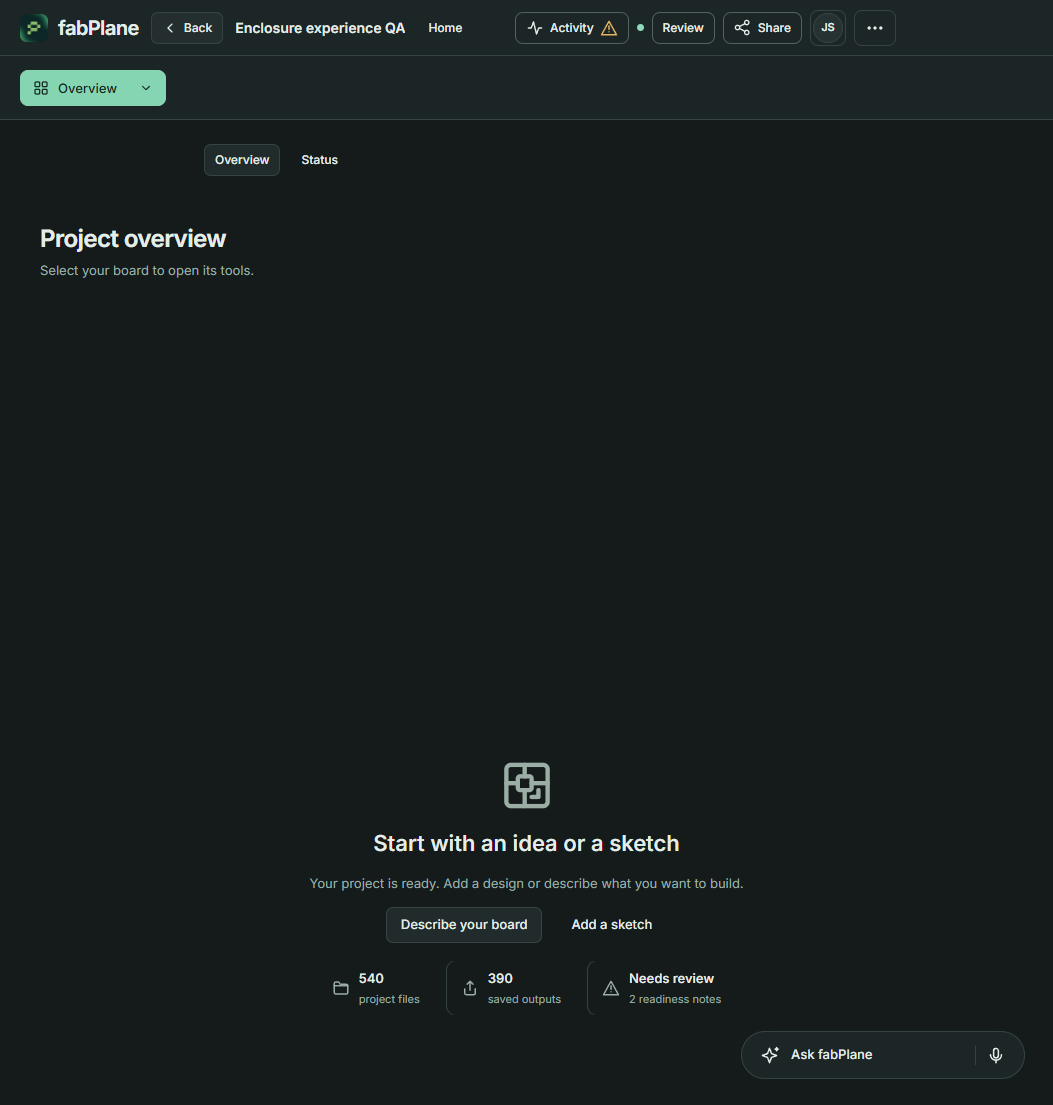 fabPlane
Back
Enclosure experience QA
Home
Activity
Review
Share
JS
Overview
Overview
Status
Project overview
Select your board to open its tools.
Start with an idea or a sketch
Your project is ready. Add a design or describe what you want to build.
Describe your board
Add a sketch
540
project files
390
saved outputs
Needs review
2 readiness notes
Ask fabPlane